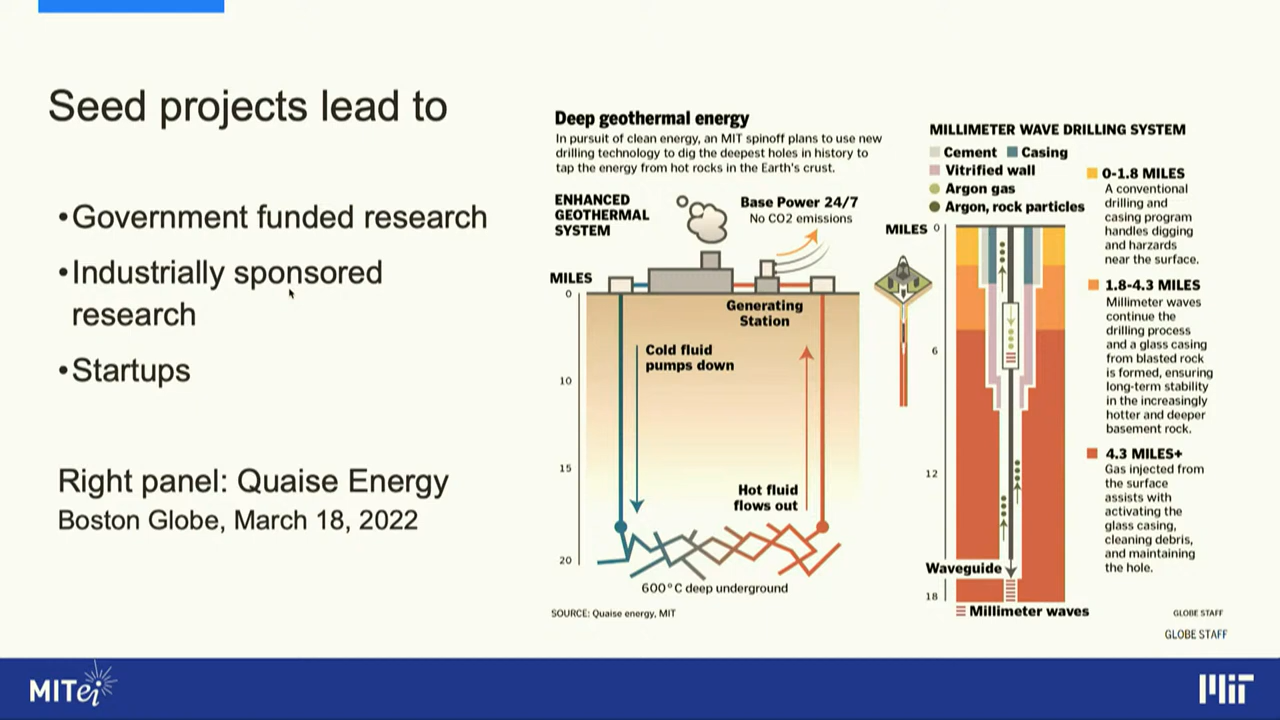 Seed projects lead to
•Government funded research
•Industrially sponsored
research
•Startups
Right panel: Quaise Energy
Boston Globe, March 18, 2022
Deep geothermal energy
In pursuit of clean energy, an MIT spinoff plans to use new
drilling technology to dig the deepest holes in history to
tap the energy from hot rocks in the Earth's crust.
ENHANCED
GEOTHERMAL
SYSTEM
Base Power 24/7
No CO2 emissions
MILES
0
10
15
20
Generating
Station
Cold fluid
pumps down
Hot fluid
flows out
600°C deep underground
SOURCE: Quaise energy, MIT
MILLIMETER WAVE DRILLING SYSTEM
Cement
Casing
Vitrified wall
Argon gas
Argon, rock particles
MILES
0
6
12
18
Waveguide
Millimeter waves
0-1.8 MILES
A conventional
drilling and
casing program
handles digging
and harzards
near the surface.
1.8-4.3 MILES
Millimeter waves
continue the
drilling process
and a glass casing
from blasted rock
is formed, ensuring
long-term stability
in the increasingly
hotter and deeper
basement rock.
4.3 MILES+
Gas injected from
the surface
assists with
activating the
glass casing,
cleaning debris,
and maintaining
the hole.
GLOBE STAFF
GLOBE STAFF
MITei
MIT